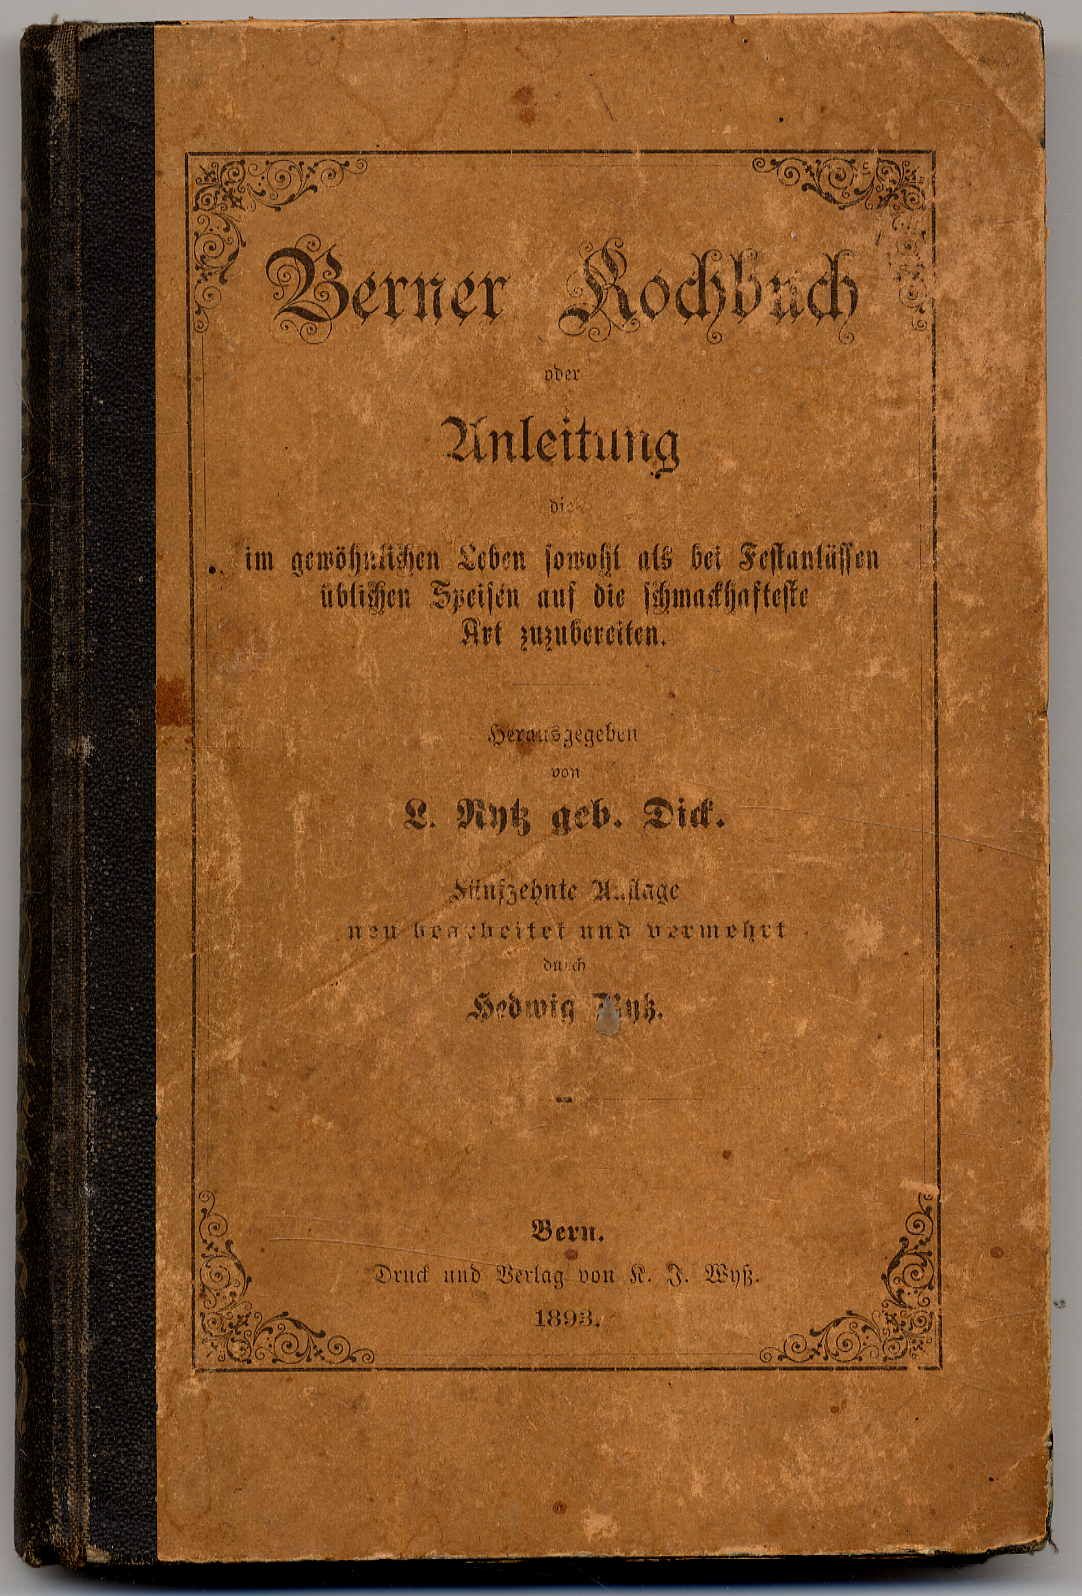 Berner Kochbuch
oder
Anleitung
die
im gewöhnlichen Leben sowohl als bei Festanlässen
üblichen Speisen auf die schmackhafteste
Art zuzubereiten.
Herausgegeben
von
L. Rytz geb. Dick.
Fünfzehnte Auflage
neu bearbeitet und vermehrt
durch
Hedwig Rytz.
Bern.
Druck und Verlag von K. J. Wyß.
1893.